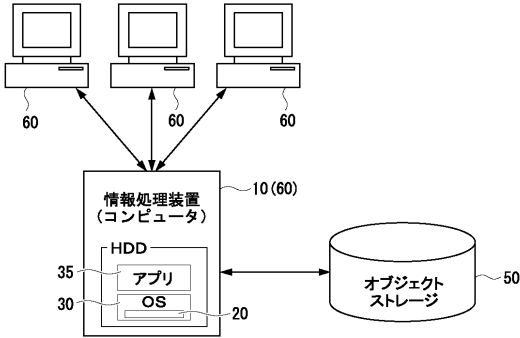 60
60
60
情報処理装置
(コンピュータ)
10(60)
HDD
35
アプリ
30
OS
20
オブジェクト
ストレージ
50